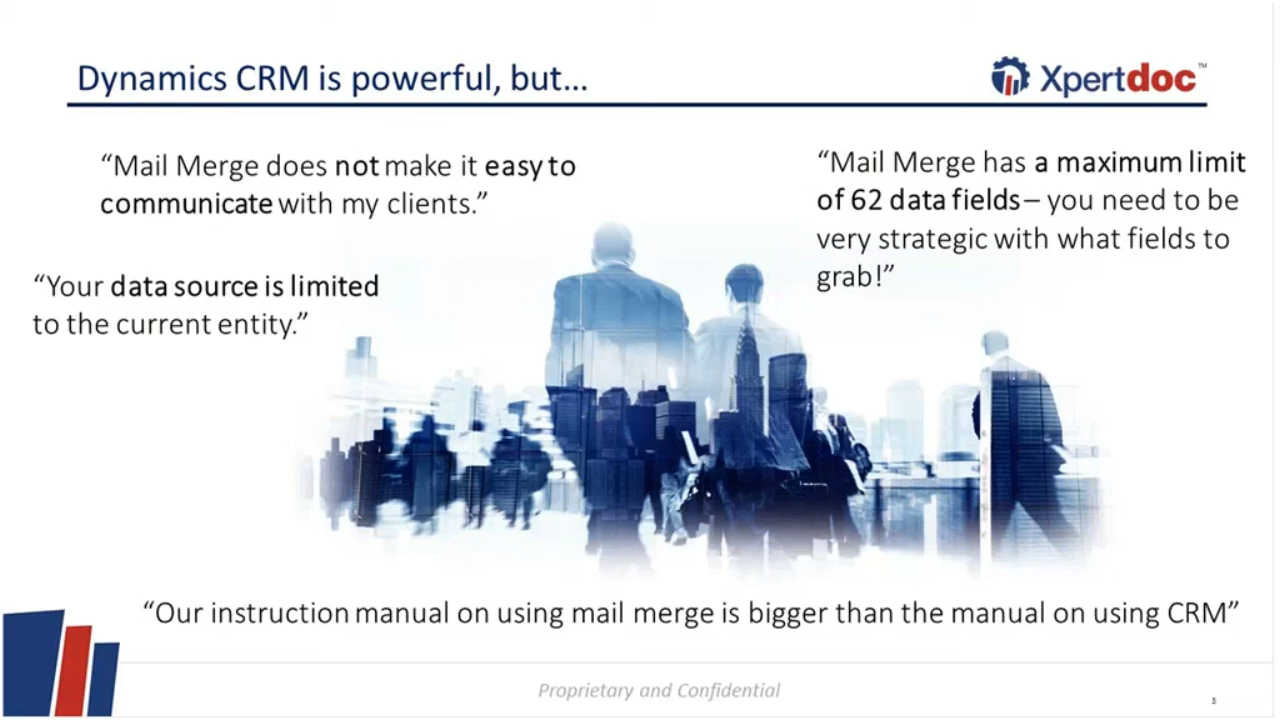 Dynamics CRM is powerful, but...
Xpertdoc™
“Mail Merge does not make it easy to
communicate with my clients.”
“Your data source is limited
to the current entity.”
“Mail Merge has a maximum limit
of 62 data fields – you need to be
very strategic with what fields to
grab!”
“Our instruction manual on using mail merge is bigger than the manual on using CRM”
Proprietary and Confidential
3